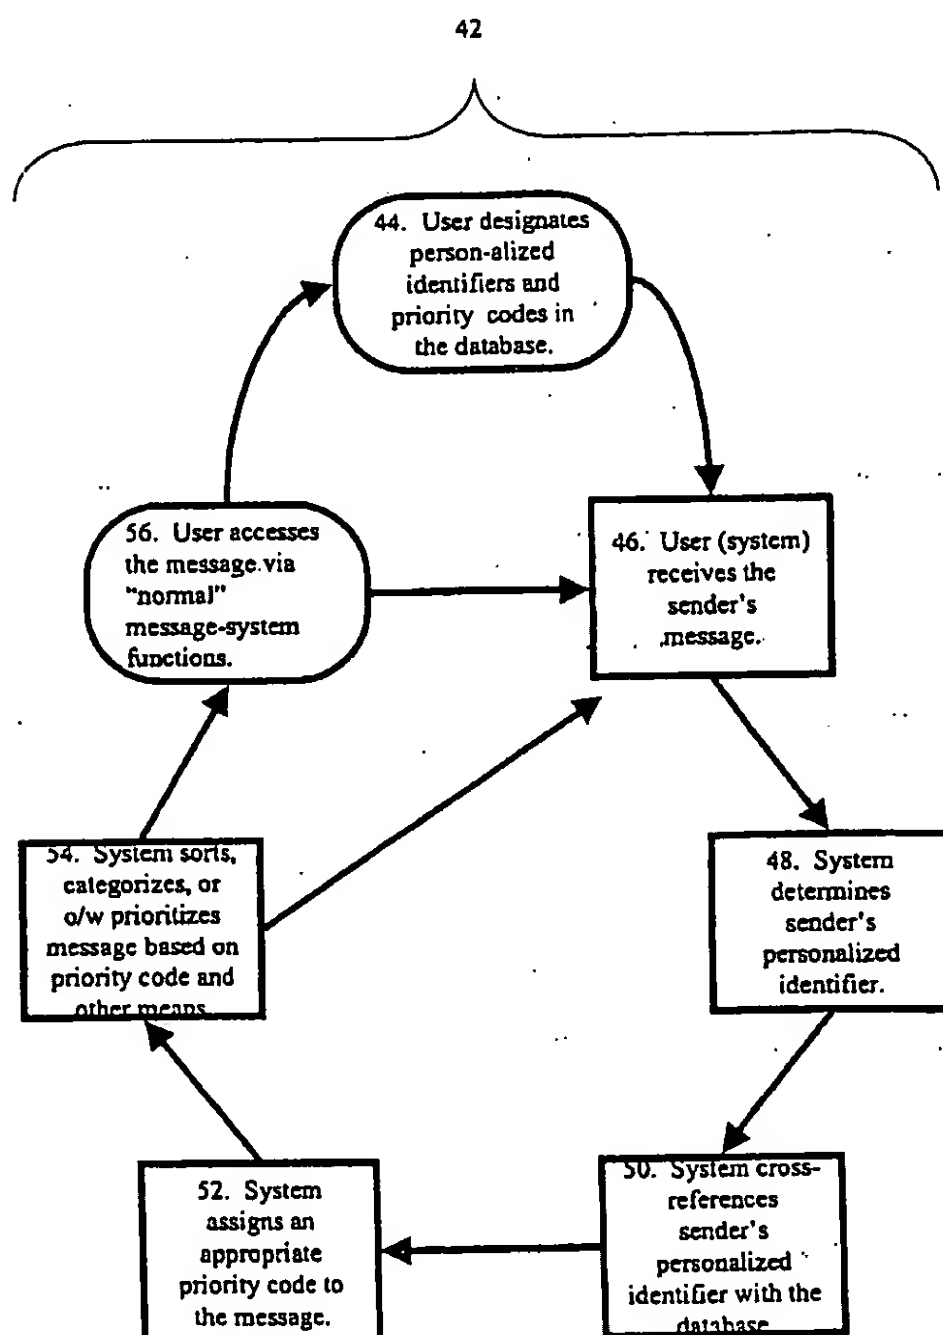 42
44. User designates
person-alized
identifiers and
priority codes in
the database.
56. User accesses
the message via
“normal”
message-system
functions.
46. User (system)
receives the
sender's
message.
54. System sorts,
categorizes, or
o/w prioritizes
message based on
priority code and
other means.
48. System
determines
sender's
personalized
identifier.
52. System
assigns an
appropriate
priority code to
the message.
50. System cross-
references
sender's
personalized
identifier with the
database